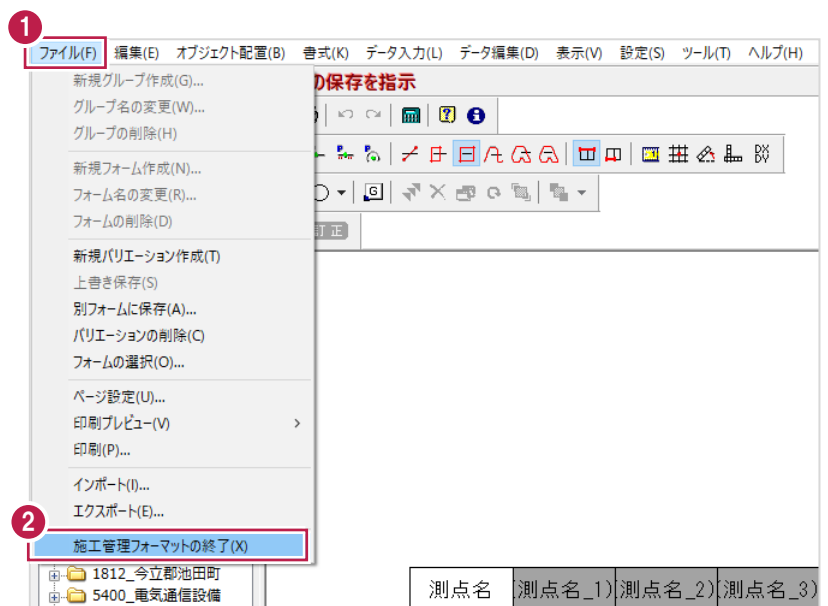 1
ファイル(F) 編集(E) オブジェクト配置(B) 書式(K) データ入力(L) データ編集(D) 表示(V) 設定(S) ツール(T) ヘルプ(H)
の保存を指示
新規グループ作成(G)...
グループ名の変更(W)...
グループの削除(H)
新規フォーム作成(N)...
フォーム名の変更(R)...
フォームの削除(D)
訂正
新規バリエーション作成(T)
上書き保存(S)
別フォームに保存(A)...
バリエーションの削除(C)
フォームの選択(O)...
ページ設定(U)...
印刷プレビュー(V)
印刷(P)...
インポート(I)...
エクスポート(E)...
2
施工管理フォーマットの終了(X)
1812_今立郡池田町
5400_電気通信設備
測点名 (測点名_1) 測点名_2) (測点名_3)